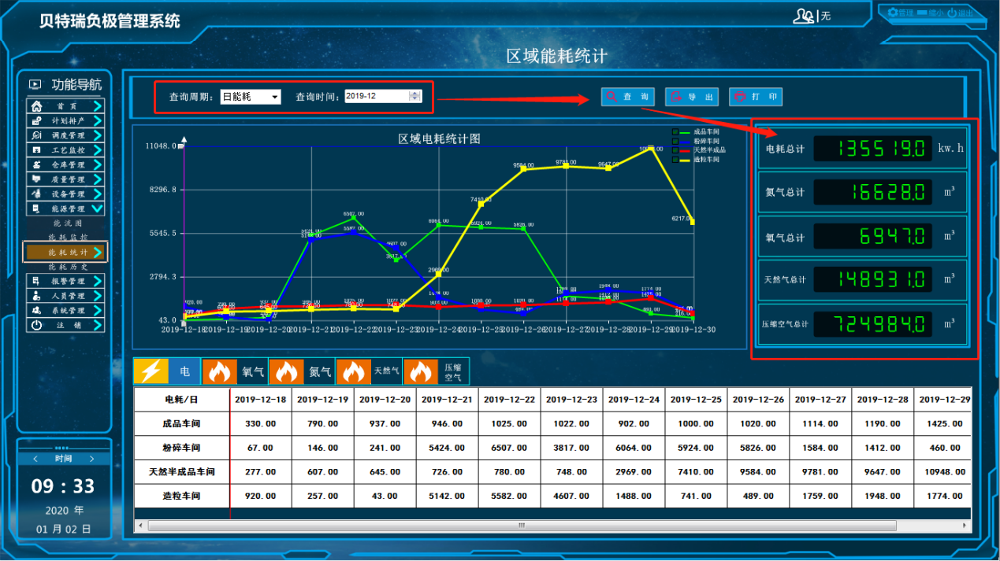 贝特瑞负极管理系统
无
管理 缩小 退出
区域能耗统计
功能导航
首 页
计划排产
调度管理
工艺监控
仓库管理
质量管理
设备管理
能源管理
能流图
能耗监控
能耗统计
能耗历史
报警管理
人员管理
系统管理
注 销
时间
09 : 33
2020 年
01 月 02 日
查询周期: 日能耗 查询时间: 2019-12
查 询 导 出 打 印
区域电耗统计图
成品车间
粉碎车间
天然半成品
造粒车间
11048.0
8296.8
5545.5
2794.3
43.0
2019-12-18 2019-12-19 2019-12-20 2019-12-21 2019-12-22 2019-12-23 2019-12-24 2019-12-25 2019-12-26 2019-12-27 2019-12-28 2019-12-29 2019-12-30
6507.00
6217.00
电耗总计 135519.0 kw.h
氮气总计 16628.0 m³
氧气总计 6947.0 m³
天然气总计 148931.0 m³
压缩空气总计 724984.0 m³
电 氧气 氮气 天然气 压缩空气
电耗/日 2019-12-18 2019-12-19 2019-12-20 2019-12-21 2019-12-22 2019-12-23 2019-12-24 2019-12-25 2019-12-26 2019-12-27 2019-12-28 2019-12-29
成品车间 330.00 790.00 937.00 946.00 1025.00 1022.00 902.00 1000.00 1020.00 1114.00 1190.00 1425.00
粉碎车间 67.00 146.00 241.00 5424.00 6507.00 3817.00 6064.00 5924.00 5826.00 1584.00 1412.00 460.00
天然半成品车间 277.00 607.00 645.00 726.00 780.00 748.00 2969.00 7410.00 9584.00 9781.00 9647.00 10948.00
造粒车间 920.00 257.00 43.00 5142.00 5582.00 4607.00 1488.00 741.00 489.00 1759.00 1948.00 1774.00